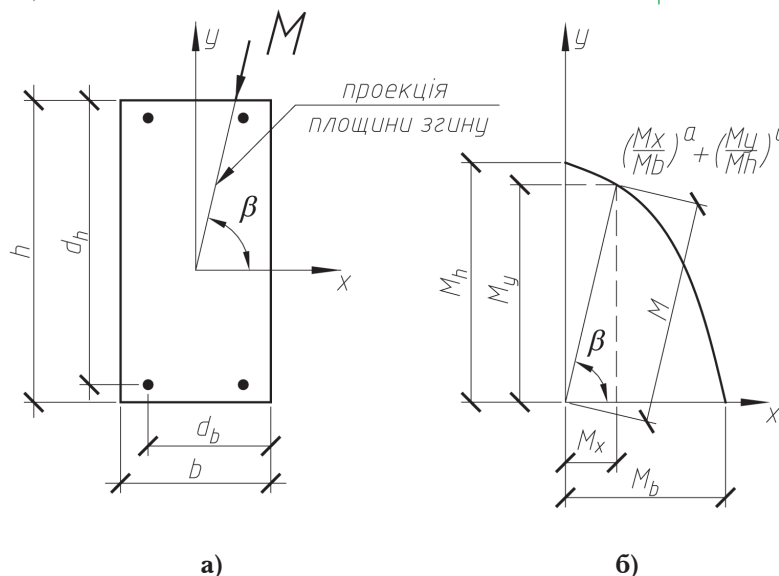 y
M
проекція
площини згину
h
d_h
β
x
d_b
b
а)
y
(Mx/Mb)^a + (My/Mh)
M_h
M_y
M
β
x
M_x
M_b
б)